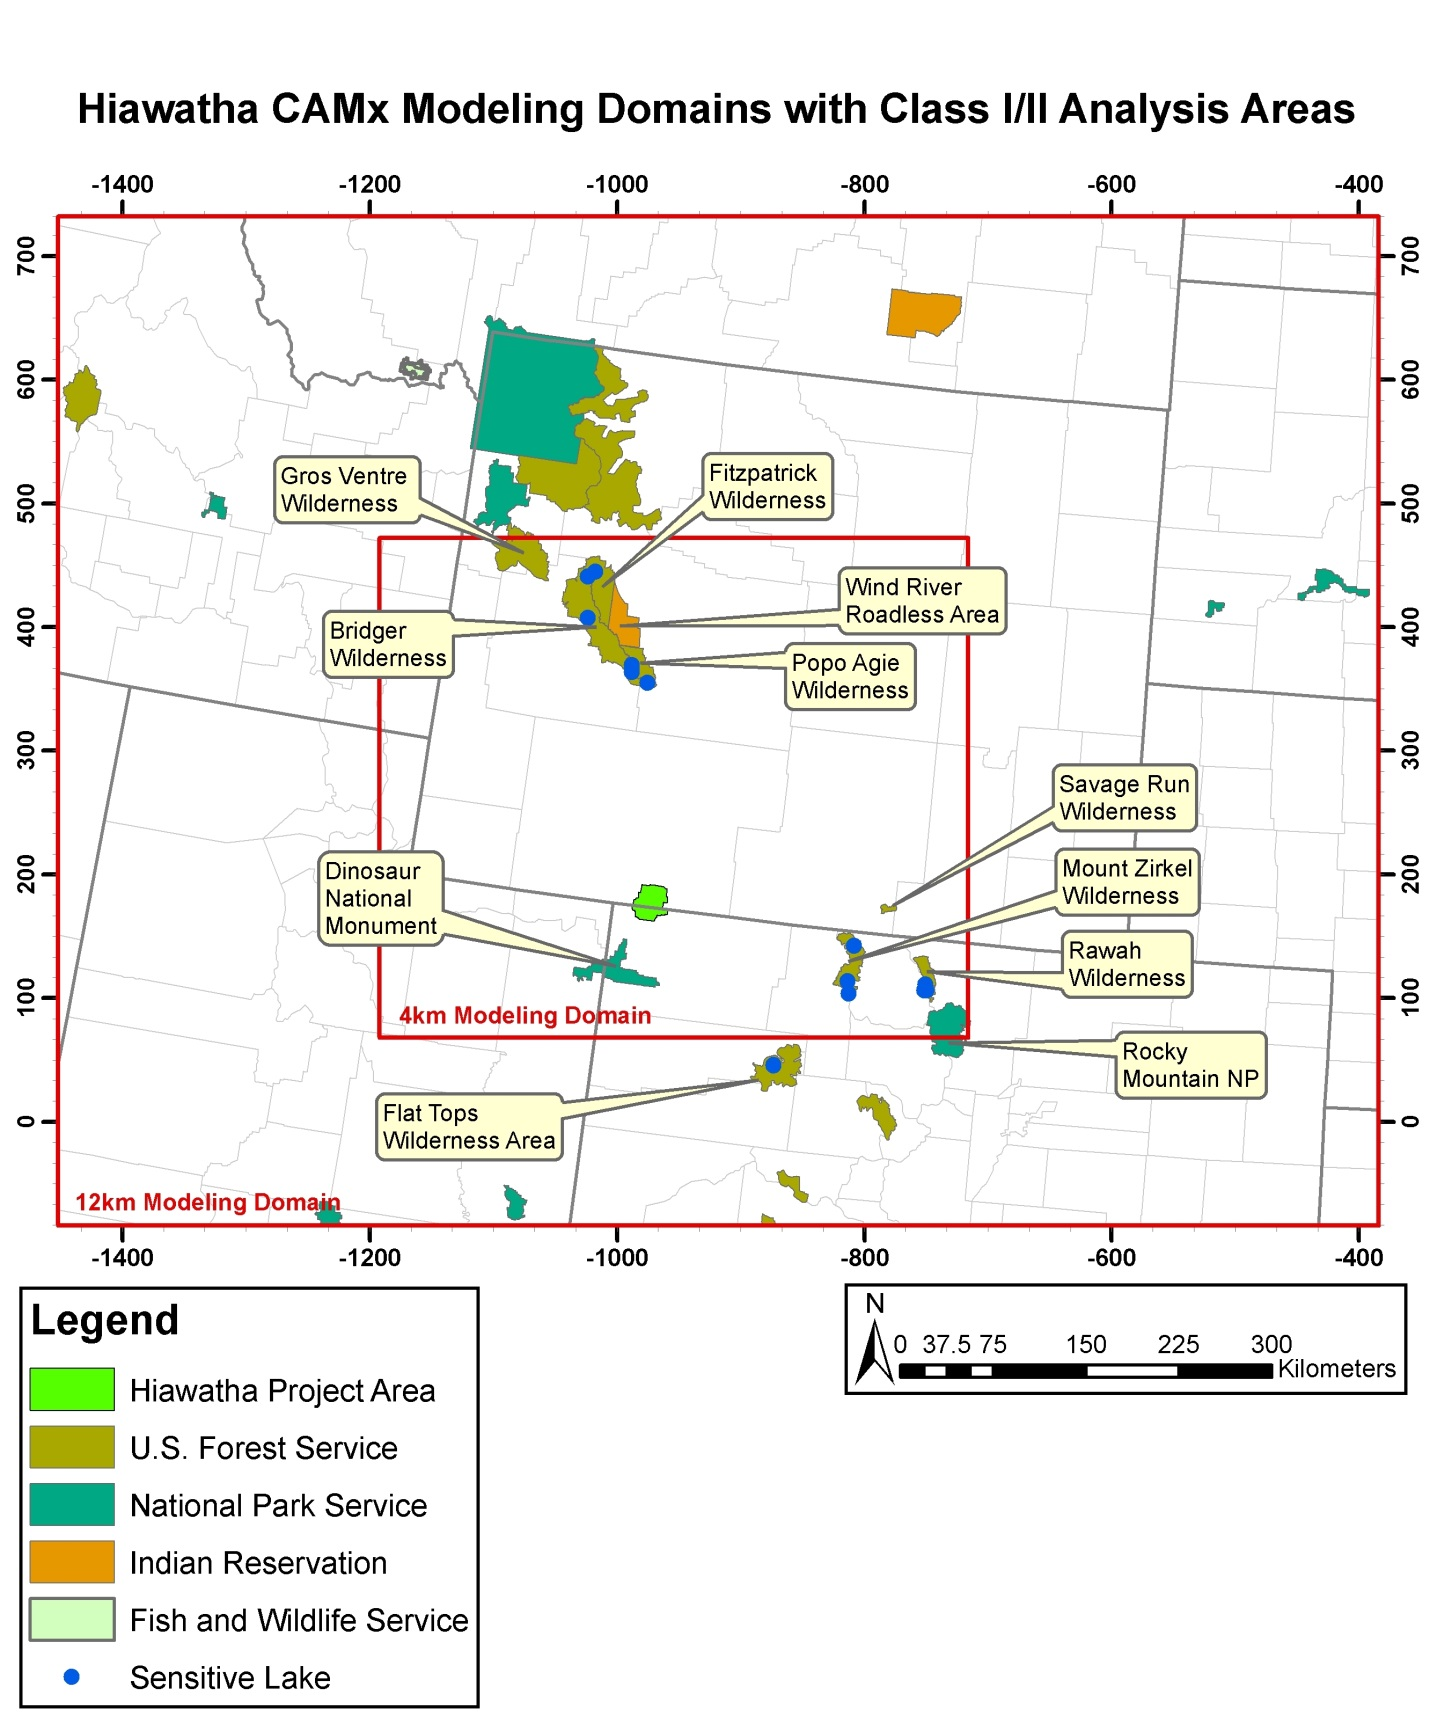 Hiawatha CAMx Modeling Domains with Class I/II Analysis Areas
-1400 -1200 -1000 -800 -600 -400
700 700
600 600
Gros Ventre
Wilderness
Fitzpatrick
Wilderness
500 500
Wind River
Roadless Area
Bridger
Wilderness
400 400
Popo Agie
Wilderness
300 300
Savage Run
Wilderness
Dinosaur
National
Monument
200 200
Mount Zirkel
Wilderness
Rawah
Wilderness
100 100
4km Modeling Domain
Rocky
Mountain NP
Flat Tops
Wilderness Area
0 0
12km Modeling Domain
-1400 -1200 -1000 -800 -600 -400
Legend
Hiawatha Project Area
U.S. Forest Service
National Park Service
Indian Reservation
Fish and Wildlife Service
Sensitive Lake
N
0 37.5 75 150 225 300
Kilometers